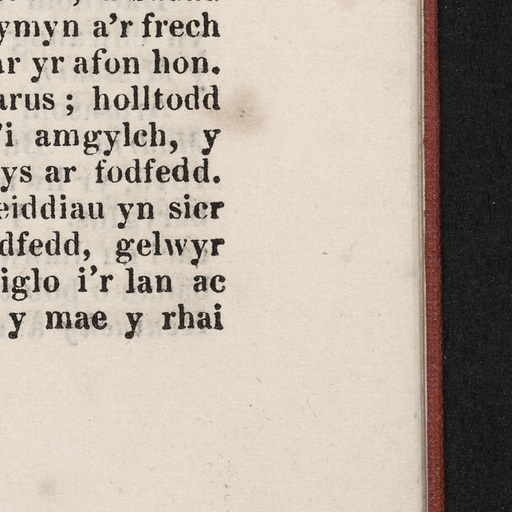 ymyn a'r frech
ar yr afon hon.
arus ; holltodd
'i amgylch, y
ys ar fodfedd.
eiddiau yn sicr
dfedd, gelwyr
iglo i'r lan ac
y mae y rhai